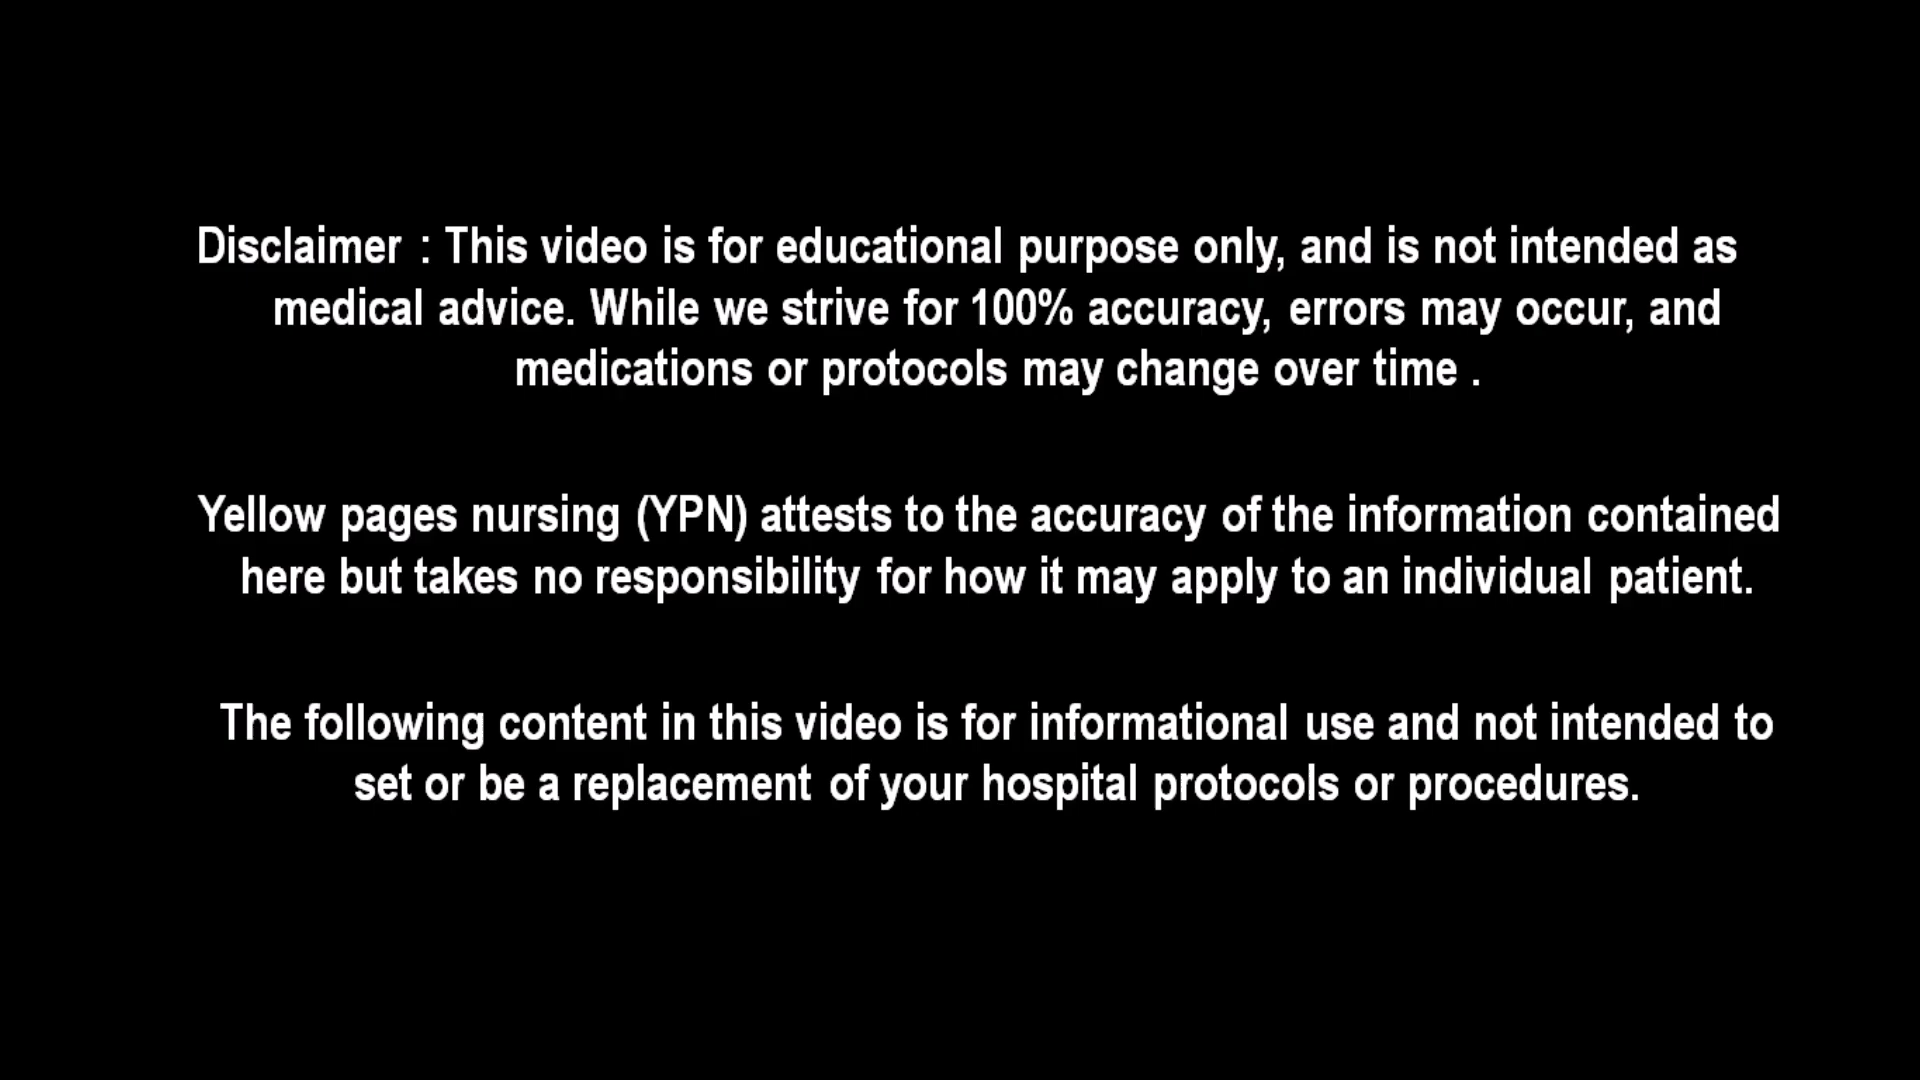 Disclaimer : This video is for educational purpose only, and is not intended as
medical advice. While we strive for 100% accuracy, errors may occur, and
medications or protocols may change over time .
Yellow pages nursing (YPN) attests to the accuracy of the information contained
here but takes no responsibility for how it may apply to an individual patient.
The following content in this video is for informational use and not intended to
set or be a replacement of your hospital protocols or procedures.